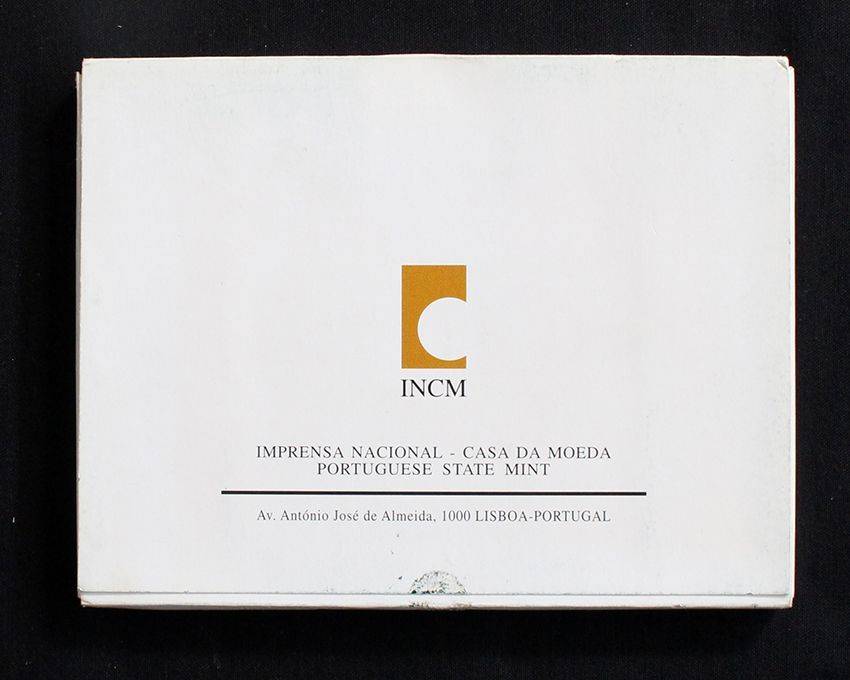 INCM
IMPRENSA NACIONAL - CASA DA MOEDA
PORTUGUESE STATE MINT
Av. António José de Almeida, 1000 LISBOA-PORTUGAL